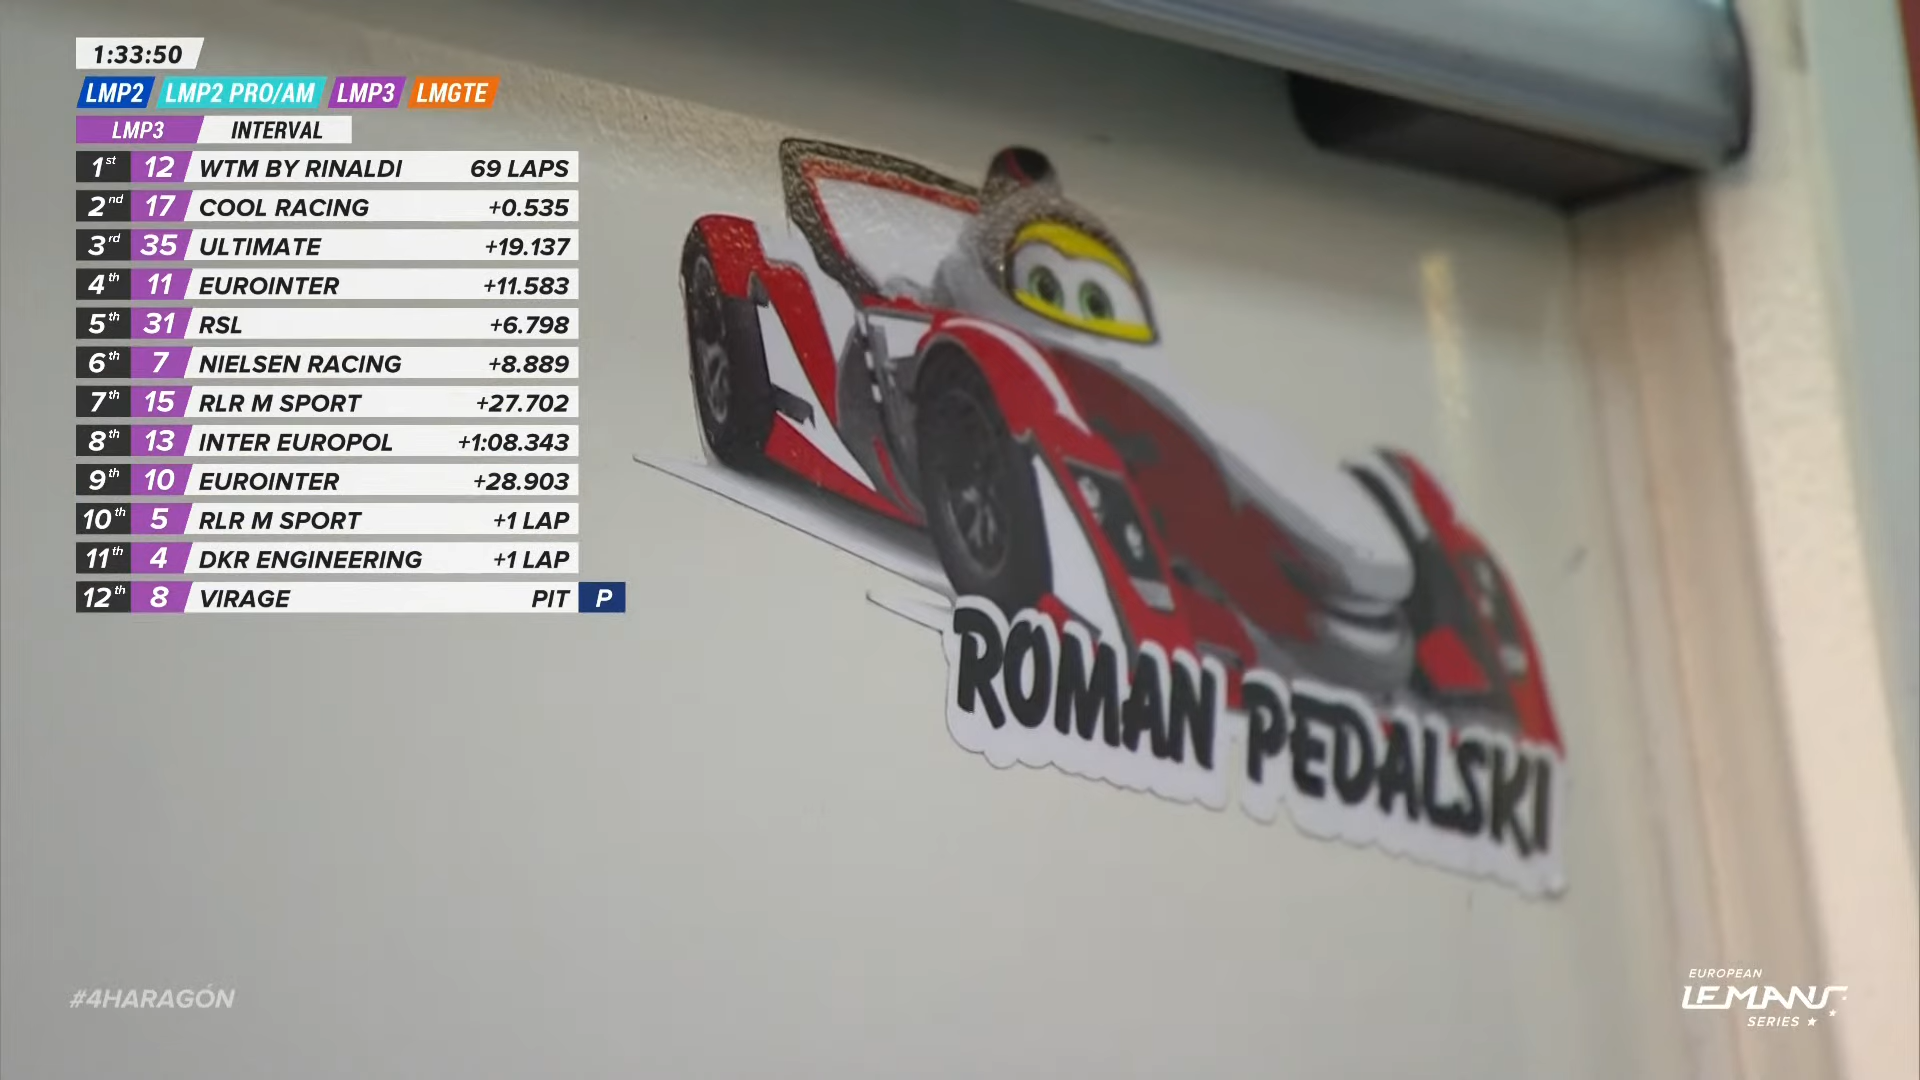 1:33:50
LMP2 LMP2 PRO/AM LMP3 LMGTE
LMP3 INTERVAL
1st 12 WTM BY RINALDI 69 LAPS
2nd 17 COOL RACING +0.535
3rd 35 ULTIMATE +19.137
4th 11 EUROINTER +11.583
5th 31 RSL +6.798
6th 7 NIELSEN RACING +8.889
7th 15 RLR M SPORT +27.702
8th 13 INTER EUROPOL +1:08.343
9th 10 EUROINTER +28.903
10th 5 RLR M SPORT +1 LAP
11th 4 DKR ENGINEERING +1 LAP
12th 8 VIRAGE PIT P
ROMAN PEDALSKI
#4HARAGÓN
EUROPEAN
LE MANS
SERIES